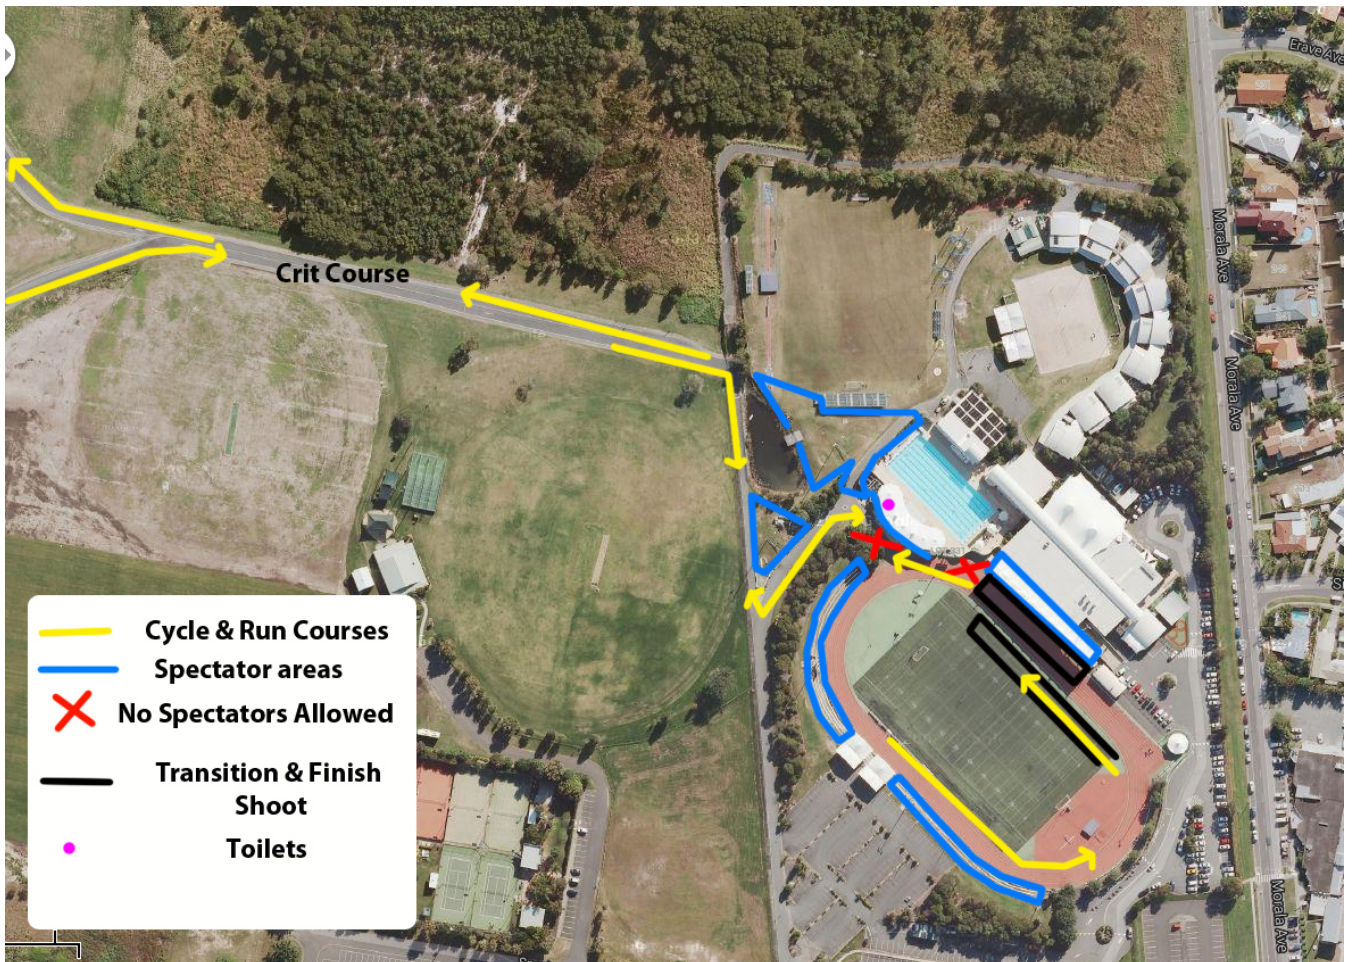 Erave Ave
Morala Ave
Crit Course
Morala Ave
Cycle & Run Courses
Spectator areas
No Spectators Allowed
Transition & Finish
Shoot
Toilets
Morala Ave